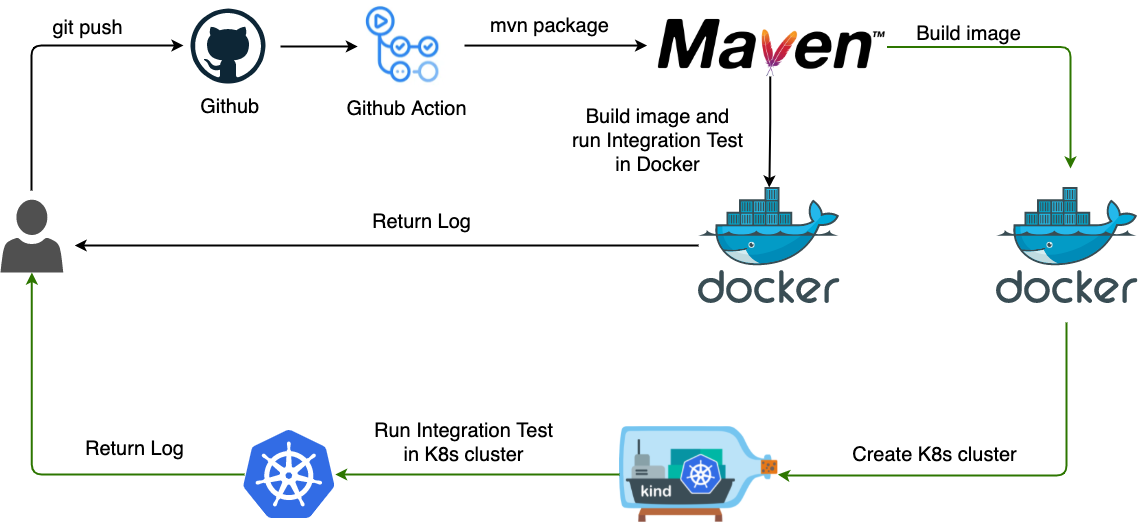 git push
mvn package
Maven™
Build image
Github
Github Action
Build image and
run Integration Test
in Docker
Return Log
docker
docker
Run Integration Test
in K8s cluster
Return Log
Create K8s cluster
kind